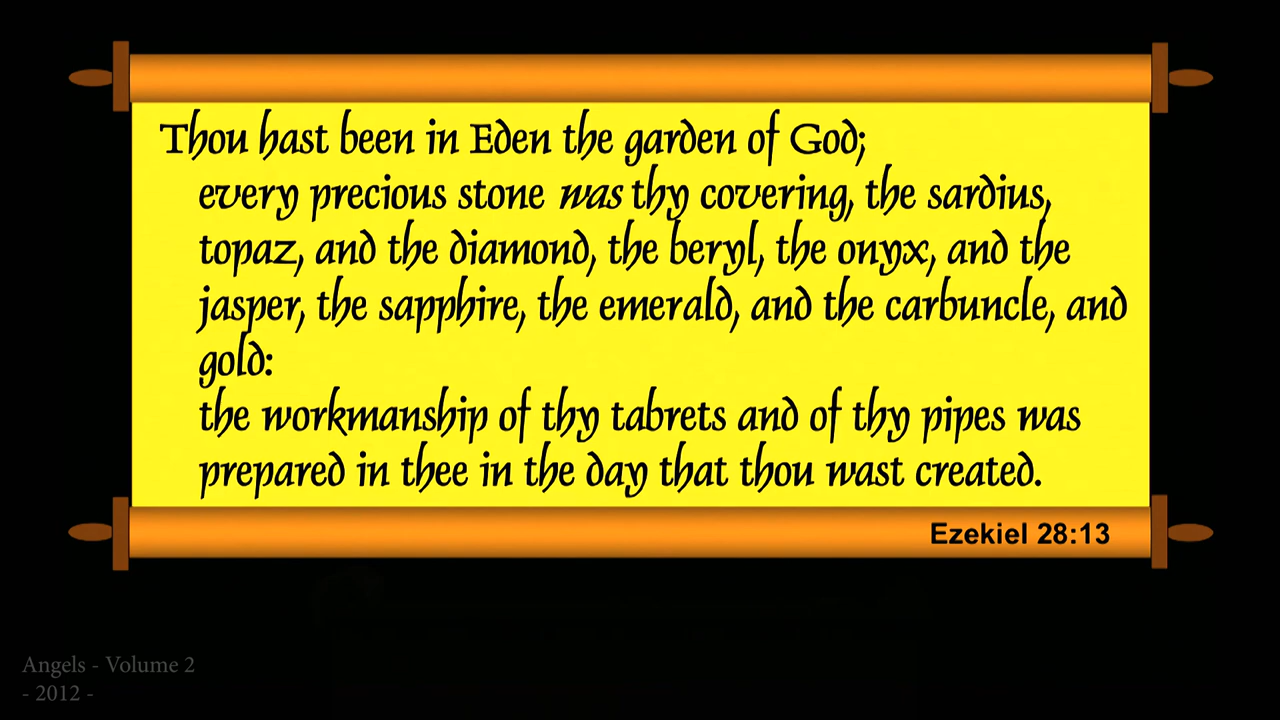 Thou hast been in Eden the garden of God;
every precious stone was thy covering, the sardius,
topaz, and the diamond, the beryl, the onyx, and the
jasper, the sapphire, the emerald, and the carbuncle, and
gold:
the workmanship of thy tabrets and of thy pipes was
prepared in thee in the day that thou wast created.
Ezekiel 28:13
Angels - Volume 2
- 2012 -